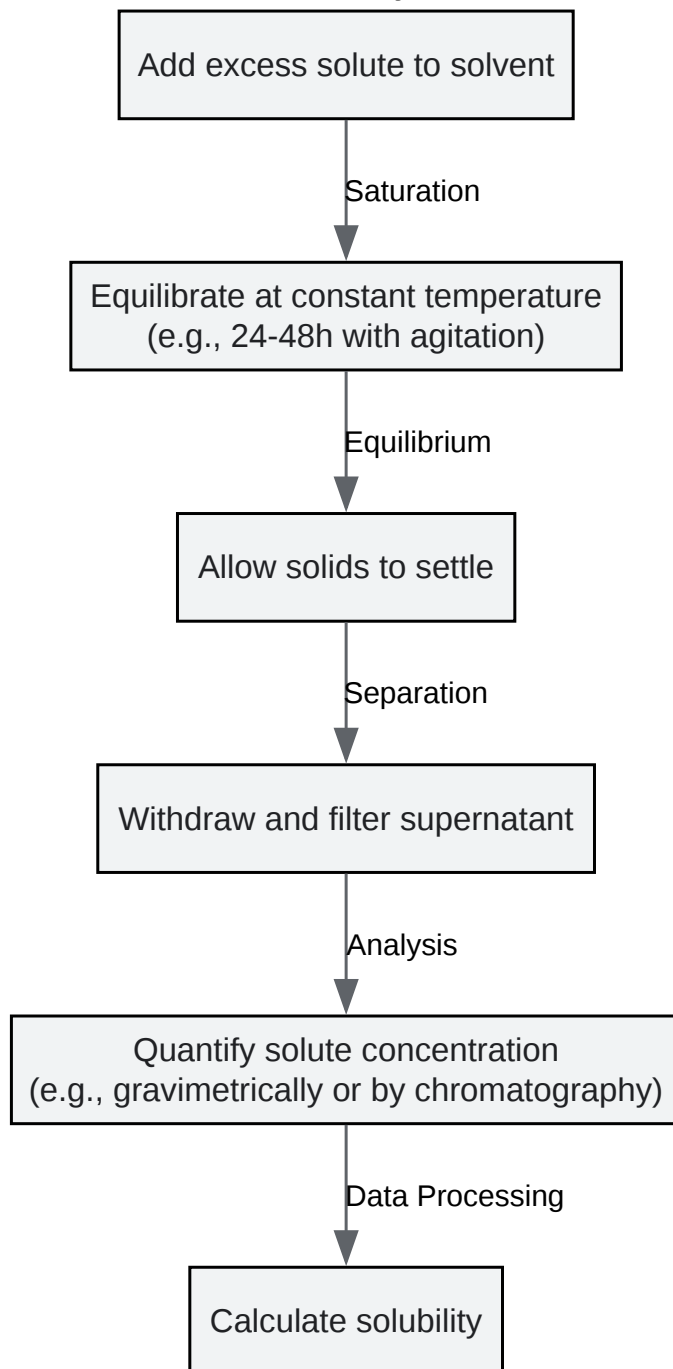 Add excess solute to solvent
Saturation
Equilibrate at constant temperature
(e.g., 24-48h with agitation)
Equilibrium
Allow solids to settle
Separation
Withdraw and filter supernatant
Analysis
Quantify solute concentration
(e.g., gravimetrically or by chromatography)
Data Processing
Calculate solubility